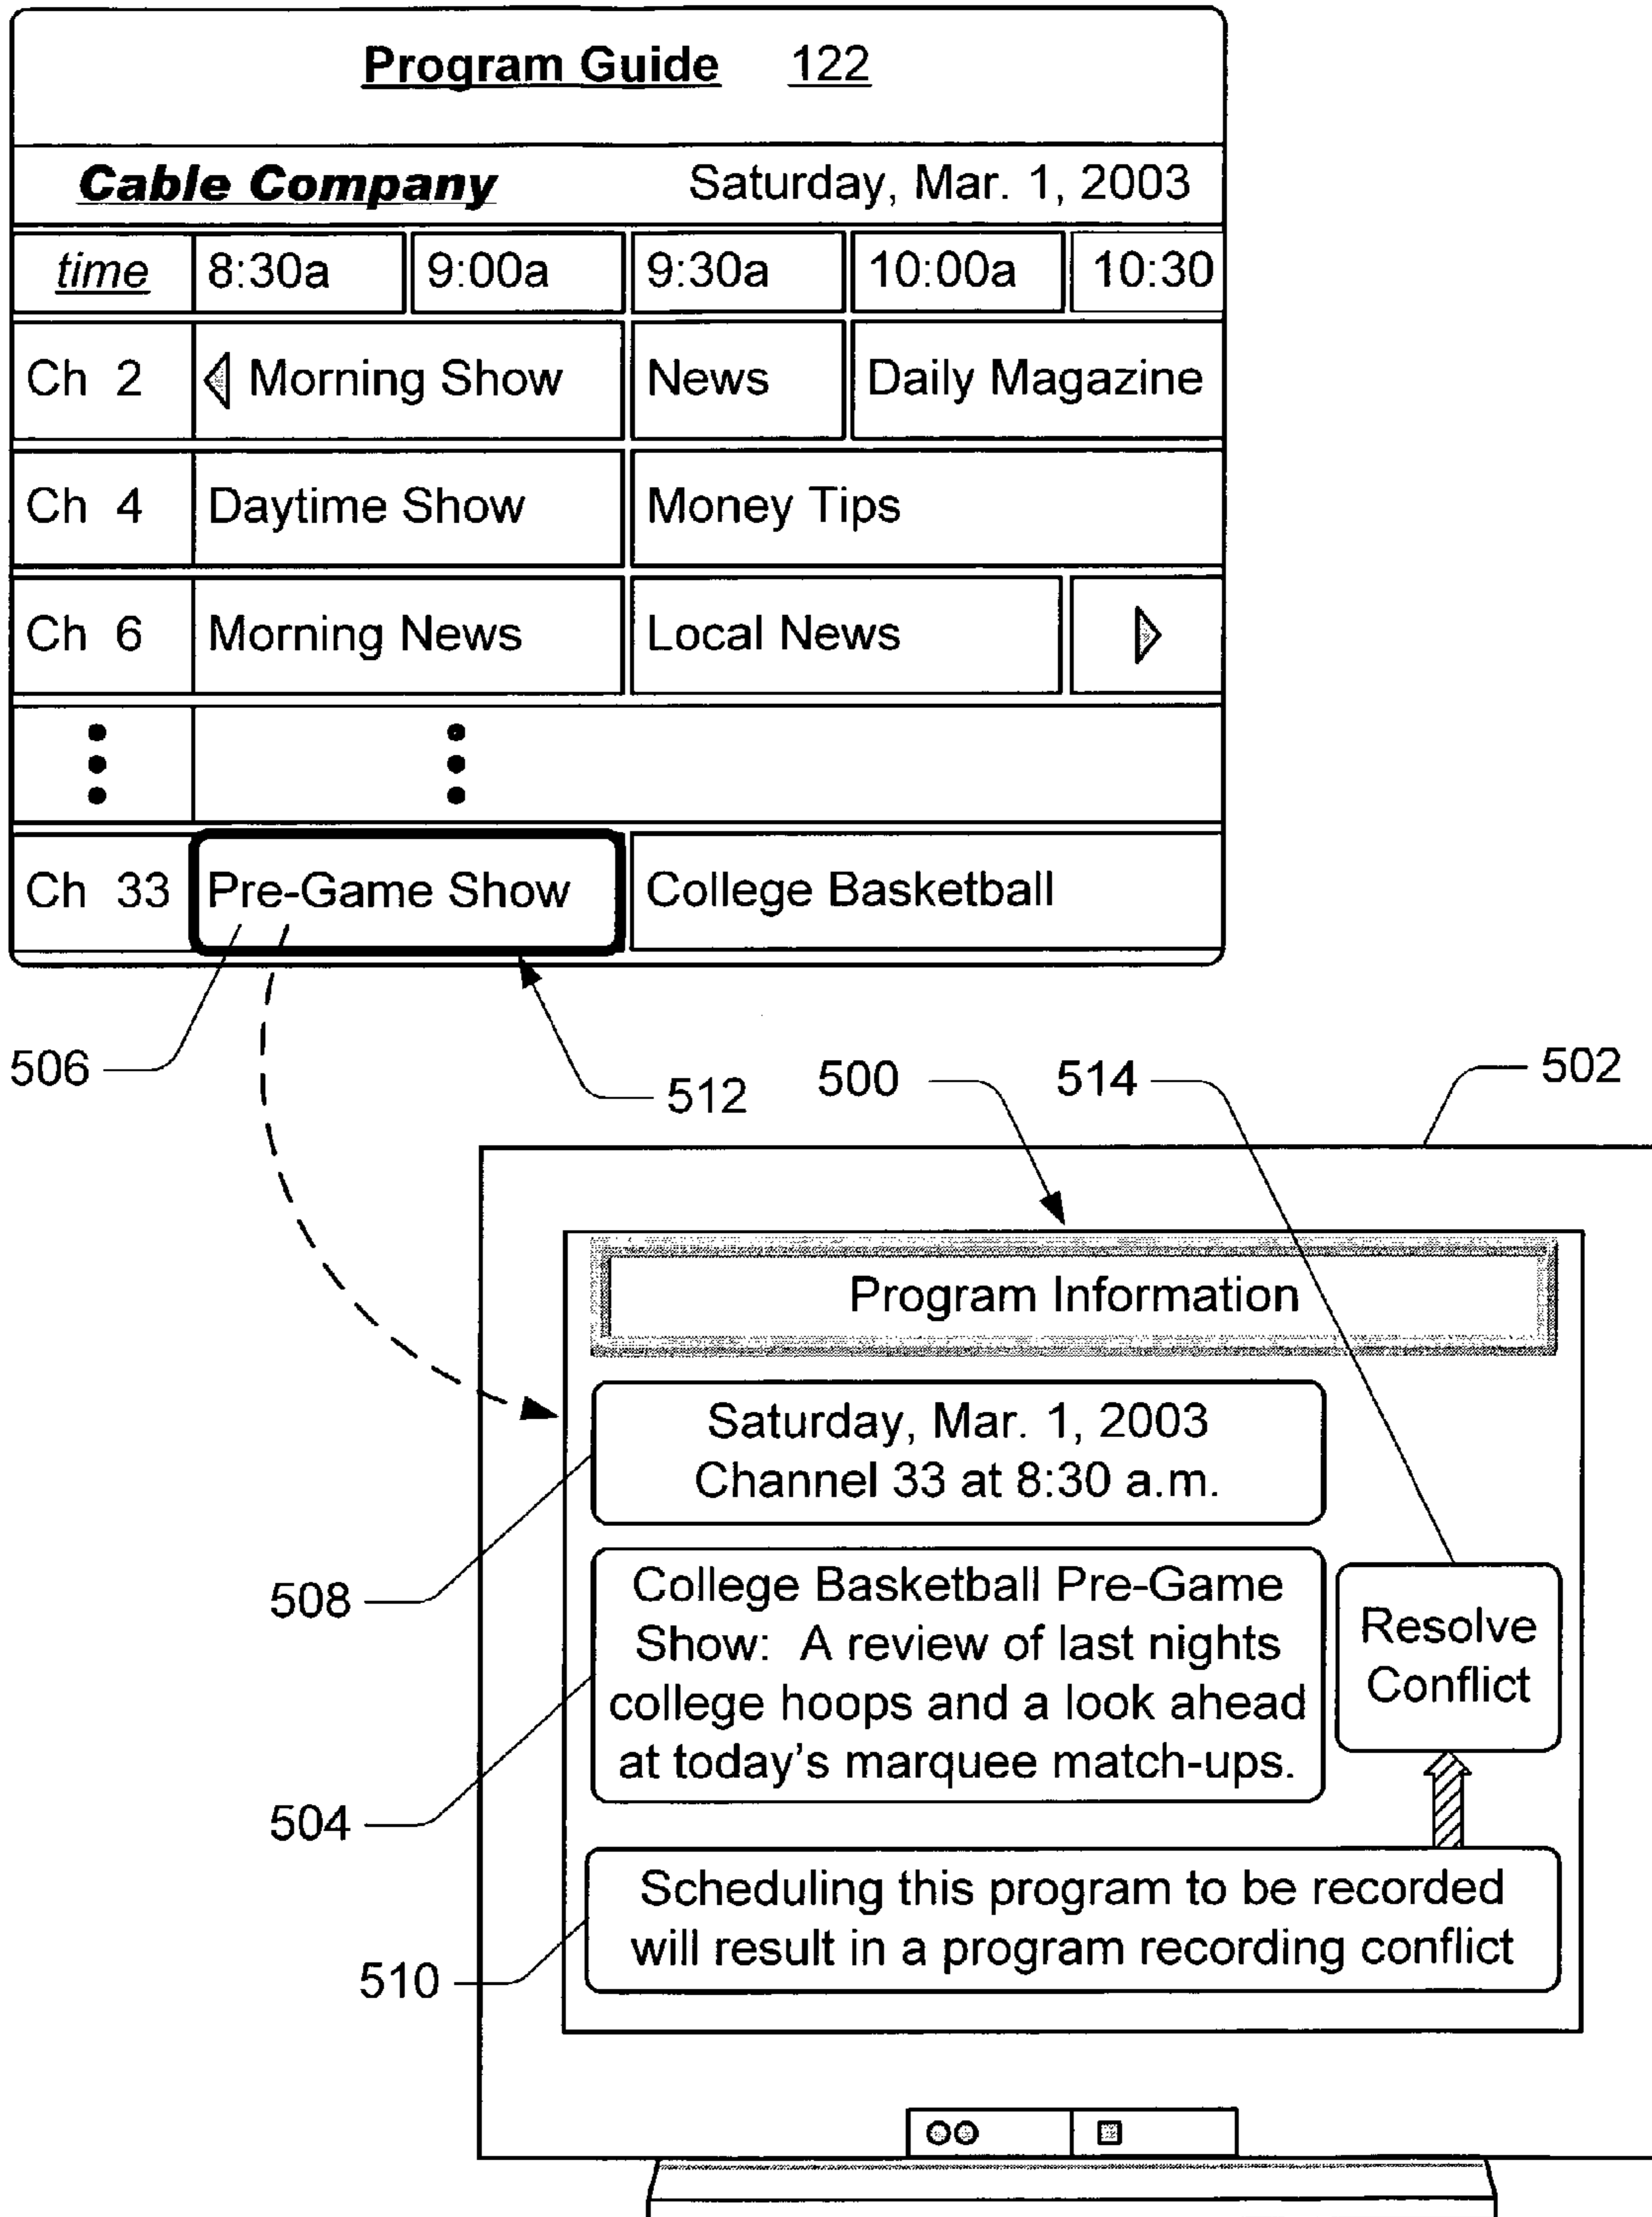 Program Guide 122
Cable Company Saturday, Mar. 1, 2003
time 8:30a 9:00a 9:30a 10:00a 10:30
Ch 2 Morning Show News Daily Magazine
Ch 4 Daytime Show Money Tips
Ch 6 Morning News Local News
Ch 33 Pre-Game Show College Basketball
506
512
500
514
502
Program Information
Saturday, Mar. 1, 2003
Channel 33 at 8:30 a.m.
508
College Basketball Pre-Game
Show: A review of last nights
college hoops and a look ahead
at today's marquee match-ups.
Resolve
Conflict
504
Scheduling this program to be recorded
will result in a program recording conflict
510